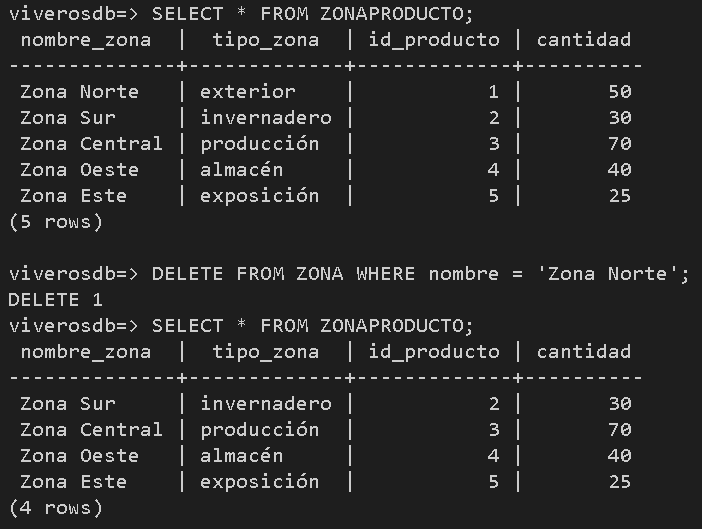 viverosdb=> SELECT * FROM ZONAPRODUCTO;
 nombre_zona  |  tipo_zona  | id_producto | cantidad
--------------+-------------+-------------+----------
 Zona Norte   | exterior    |           1 |       50
 Zona Sur     | invernadero |           2 |       30
 Zona Central | producción  |           3 |       70
 Zona Oeste   | almacén     |           4 |       40
 Zona Este    | exposición  |           5 |       25
(5 rows)

viverosdb=> DELETE FROM ZONA WHERE nombre = 'Zona Norte';
DELETE 1
viverosdb=> SELECT * FROM ZONAPRODUCTO;
 nombre_zona  |  tipo_zona  | id_producto | cantidad
--------------+-------------+-------------+----------
 Zona Sur     | invernadero |           2 |       30
 Zona Central | producción  |           3 |       70
 Zona Oeste   | almacén     |           4 |       40
 Zona Este    | exposición  |           5 |       25
(4 rows)